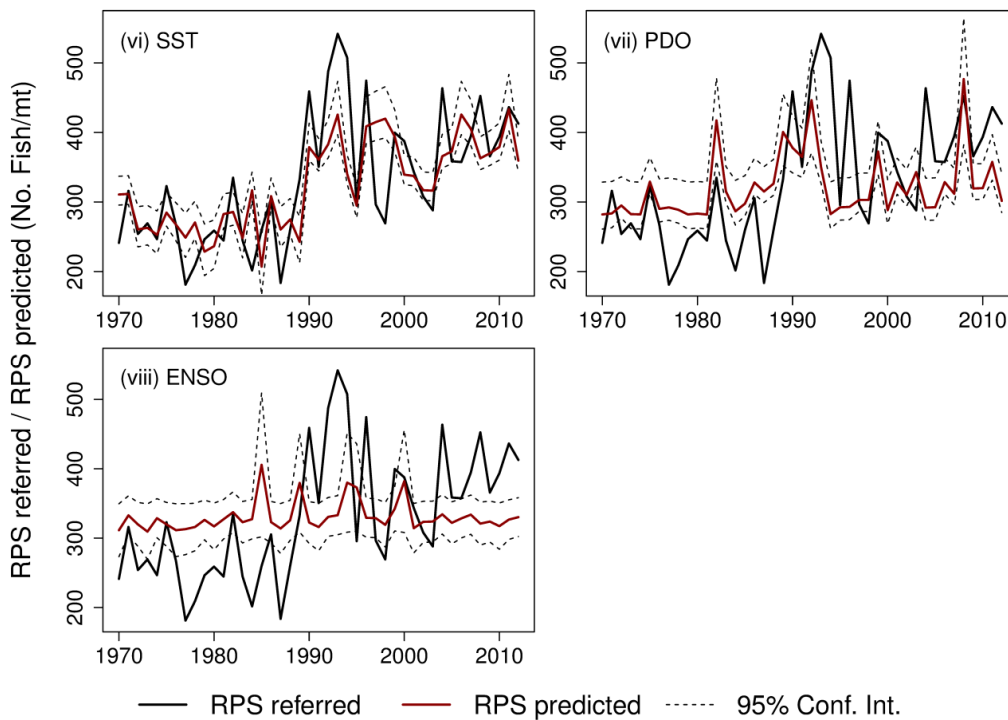 RPS referred / RPS predicted (No. Fish/mt)
(vi) SST
500
400
300
200
1970 1980 1990 2000 2010
(vii) PDO
500
400
300
200
1970 1980 1990 2000 2010
(viii) ENSO
500
400
300
200
1970 1980 1990 2000 2010
RPS referred RPS predicted 95% Conf. Int.